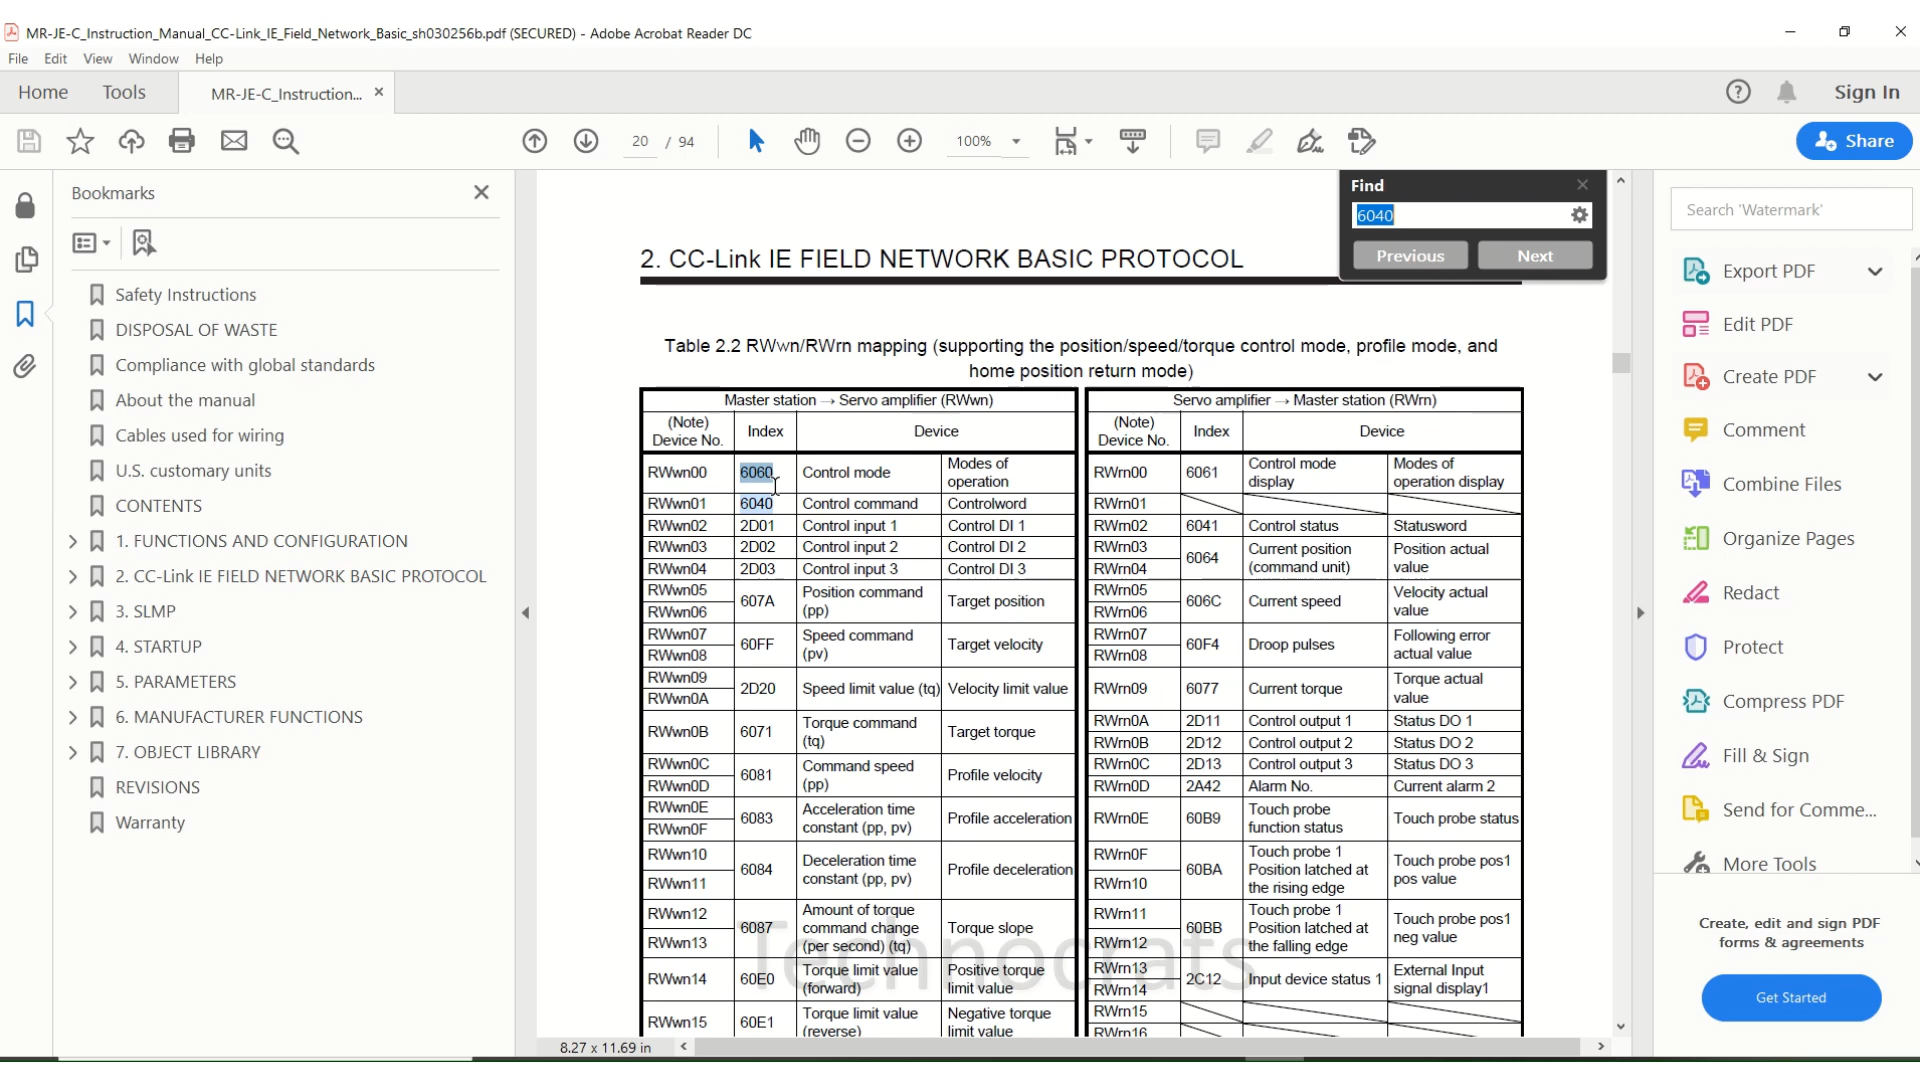 MR-JE-C_Instruction_Manual_CC-Link_IE_Field_Network_Basic_sh030256b.pdf (SECURED) - Adobe Acrobat Reader DC
File Edit View Window Help
Home Tools MR-JE-C_Instruction... × Sign In
20 / 94 100% Share
Bookmarks
Safety Instructions
DISPOSAL OF WASTE
Compliance with global standards
About the manual
Cables used for wiring
U.S. customary units
CONTENTS
1. FUNCTIONS AND CONFIGURATION
2. CC-Link IE FIELD NETWORK BASIC PROTOCOL
3. SLMP
4. STARTUP
5. PARAMETERS
6. MANUFACTURER FUNCTIONS
7. OBJECT LIBRARY
REVISIONS
Warranty
Find
6040
Previous Next
2. CC-Link IE FIELD NETWORK BASIC PROTOCOL
Table 2.2 RWwn/RWrn mapping (supporting the position/speed/torque control mode, profile mode, and
home position return mode)
Master station → Servo amplifier (RWwn)
(Note)
Device No. Index Device
RWwn00 6060 Control mode Modes of
operation
RWwn01 6040 Control command Controlword
RWwn02 2D01 Control input 1 Control DI 1
RWwn03 2D02 Control input 2 Control DI 2
RWwn04 2D03 Control input 3 Control DI 3
RWwn05
RWwn06 607A Position command
(pp) Target position
RWwn07
RWwn08 60FF Speed command
(pv) Target velocity
RWwn09
RWwn0A 2D20 Speed limit value (tq) Velocity limit value
RWwn0B 6071 Torque command
(tq) Target torque
RWwn0C
RWwn0D 6081 Command speed
(pp) Profile velocity
RWwn0E
RWwn0F 6083 Acceleration time
constant (pp, pv) Profile acceleration
RWwn10
RWwn11 6084 Deceleration time
constant (pp, pv) Profile deceleration
RWwn12
RWwn13 6087 Amount of torque
command change
(per second) (tq) Torque slope
RWwn14 60E0 Torque limit value
(forward) Positive torque
limit value
RWwn15 60E1 Torque limit value
(reverse) Negative torque
limit value
Servo amplifier → Master station (RWrn)
(Note)
Device No. Index Device
RWrn00 6061 Control mode
display Modes of
operation display
RWrn01
RWrn02 6041 Control status Statusword
RWrn03
RWrn04 6064 Current position
(command unit) Position actual
value
RWrn05
RWrn06 606C Current speed Velocity actual
value
RWrn07
RWrn08 60F4 Droop pulses Following error
actual value
RWrn09 6077 Current torque Torque actual
value
RWrn0A 2D11 Control output 1 Status DO 1
RWrn0B 2D12 Control output 2 Status DO 2
RWrn0C 2D13 Control output 3 Status DO 3
RWrn0D 2A42 Alarm No. Current alarm 2
RWrn0E 60B9 Touch probe
function status Touch probe status
RWrn0F
RWrn10 60BA Touch probe 1
Position latched at
the rising edge Touch probe pos1
pos value
RWrn11
RWrn12 60BB Touch probe 1
Position latched at
the falling edge Touch probe pos1
neg value
RWrn13
RWrn14 2C12 Input device status 1 External Input
signal display1
RWrn15
RWrn16
Technocrats
8.27 x 11.69 in
Search 'Watermark'
Export PDF
Edit PDF
Create PDF
Comment
Combine Files
Organize Pages
Redact
Protect
Compress PDF
Fill & Sign
Send for Comme...
More Tools
Create, edit and sign PDF
forms & agreements
Get Started